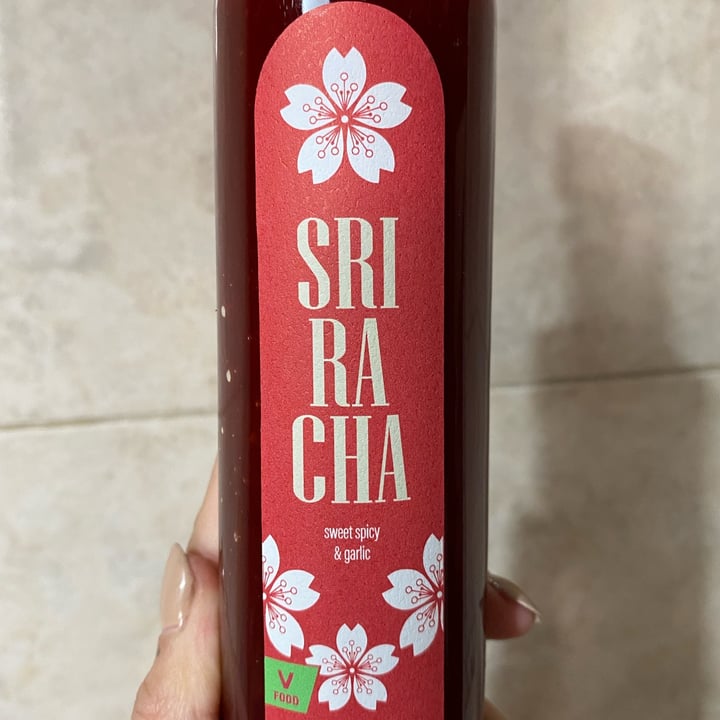 SRI
RA
CHA
sweet spicy
& garlic
V
FOOD